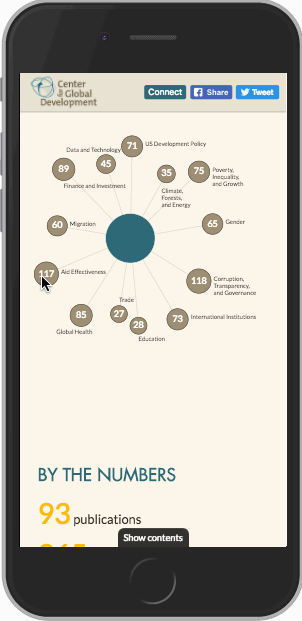 Center
for Global
Development
Connect
Share
Tweet
71
US Development Policy
Data and Technology
45
89
Finance and Investment
35
Climate,
Forests,
and Energy
75
Poverty,
Inequality,
and Growth
60
Migration
65
Gender
117
Aid Effectiveness
118
Corruption,
Transparency,
and Governance
85
Global Health
Trade
27
28
Education
73
International Institutions
BY THE NUMBERS
93 publications
Show contents